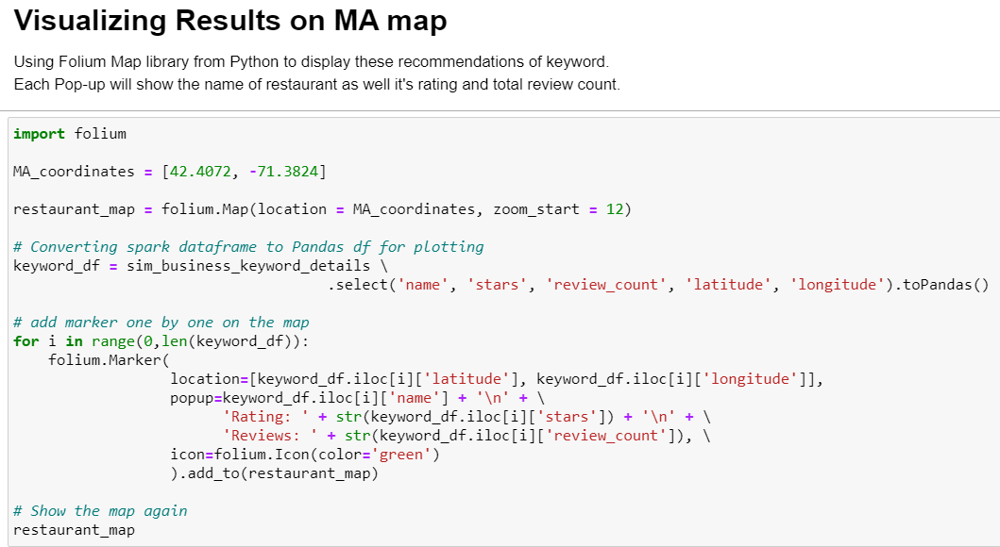 Visualizing Results on MA map
Using Folium Map library from Python to display these recommendations of keyword.
Each Pop-up will show the name of restaurant as well it's rating and total review count.
import folium
MA_coordinates = [42.4072, -71.3824]
restaurant_map = folium.Map(location = MA_coordinates, zoom_start = 12)
# Converting spark dataframe to Pandas df for plotting
keyword_df = sim_business_keyword_details \
.select('name', 'stars', 'review_count', 'latitude', 'longitude').toPandas()
# add marker one by one on the map
for i in range(0,len(keyword_df)):
folium.Marker(
location=[keyword_df.iloc[i]['latitude'], keyword_df.iloc[i]['longitude']],
popup=keyword_df.iloc[i]['name'] + '\n' + \
'Rating: ' + str(keyword_df.iloc[i]['stars']) + '\n' + \
'Reviews: ' + str(keyword_df.iloc[i]['review_count']), \
icon=folium.Icon(color='green')
).add_to(restaurant_map)
# Show the map again
restaurant_map